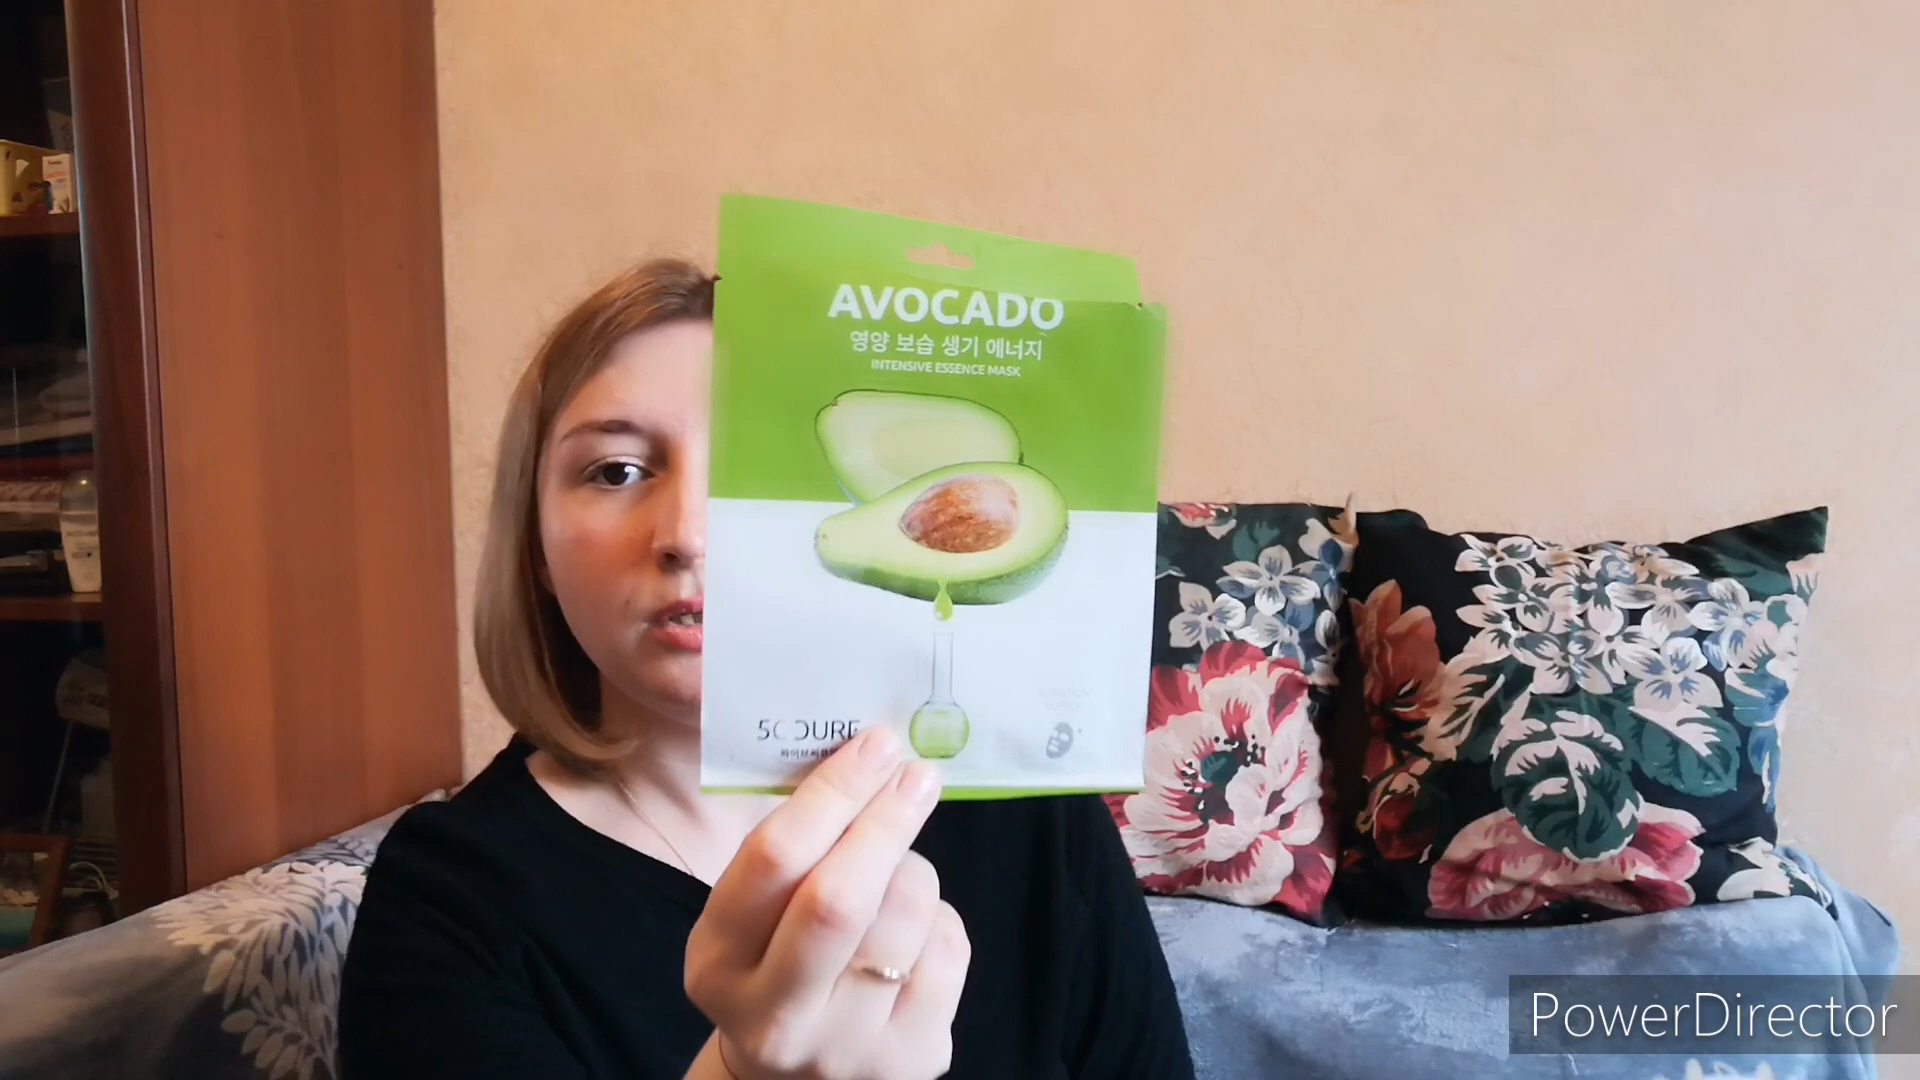 AVOCADO
영양 보습 생기 에너지
INTENSIVE ESSENCE MASK
PowerDirector